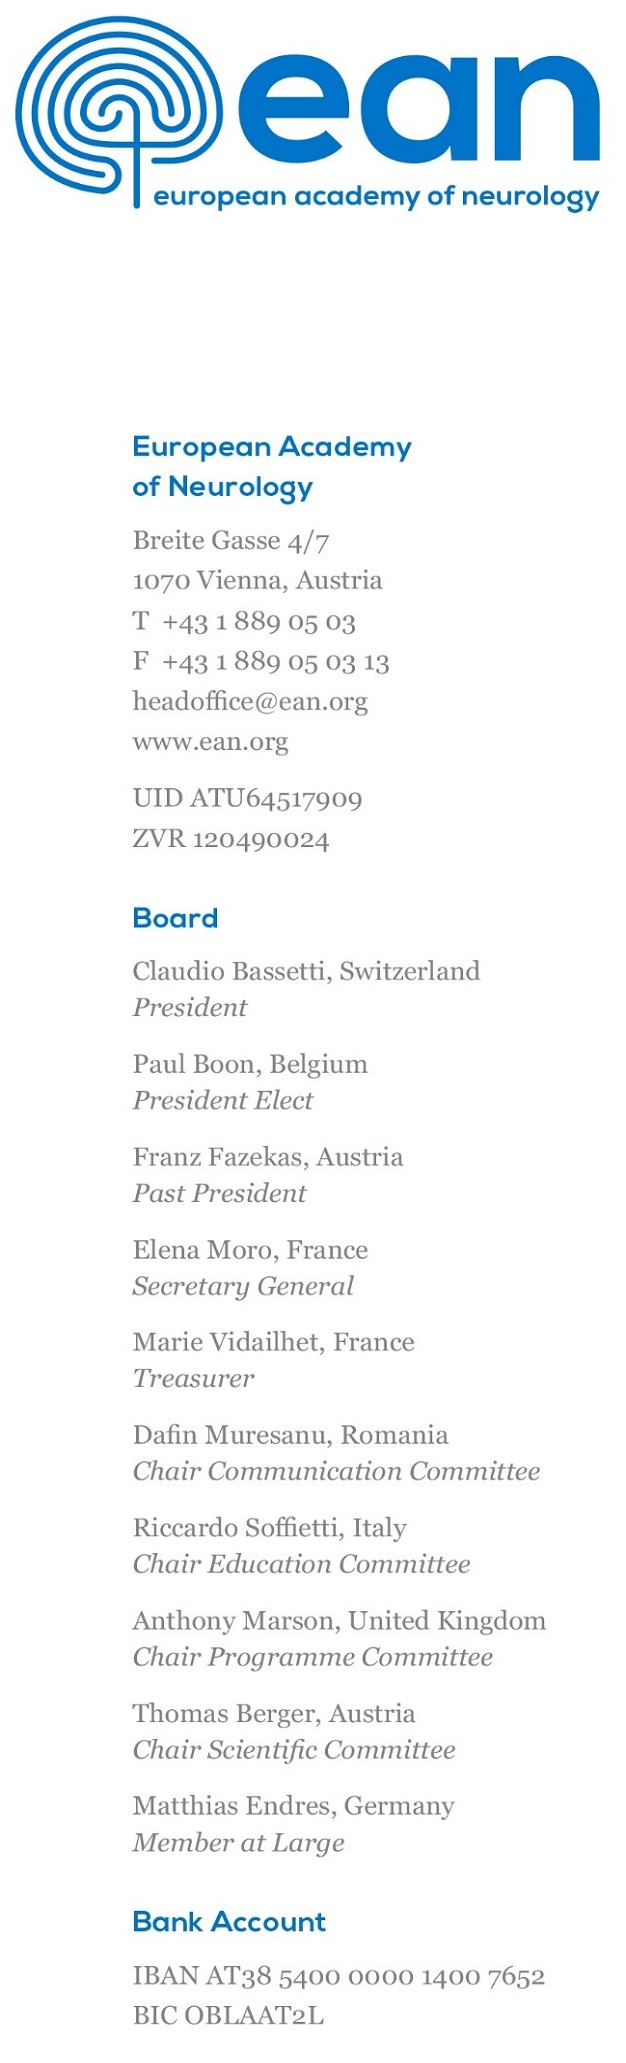 ean
european academy of neurology
European Academy
of Neurology
Breite Gasse 4/7
1070 Vienna, Austria
T +43 1 889 05 03
F +43 1 889 05 03 13
headoffice@ean.org
www.ean.org
UID ATU64517909
ZVR 120490024
Board
Claudio Bassetti, Switzerland
President
Paul Boon, Belgium
President Elect
Franz Fazekas, Austria
Past President
Elena Moro, France
Secretary General
Marie Vidailhet, France
Treasurer
Dafin Muresanu, Romania
Chair Communication Committee
Riccardo Soffietti, Italy
Chair Education Committee
Anthony Marson, United Kingdom
Chair Programme Committee
Thomas Berger, Austria
Chair Scientific Committee
Matthias Endres, Germany
Member at Large
Bank Account
IBAN AT38 5400 0000 1400 7652
BIC OBLAAT2L